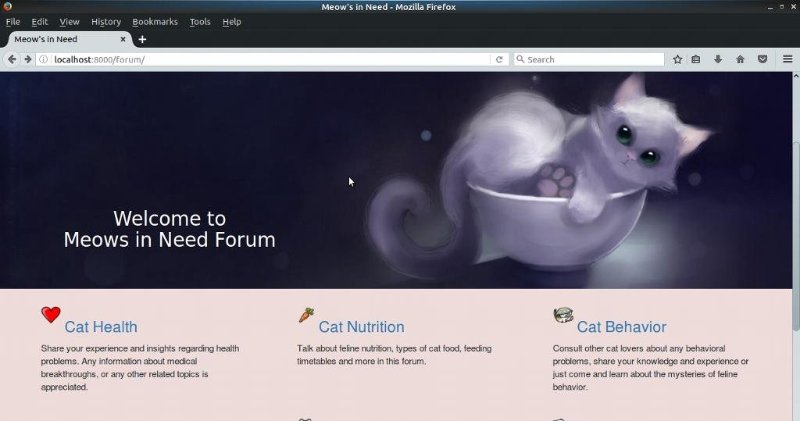 Meow's in Need - Mozilla Firefox
File Edit View History Bookmarks Tools Help
Meow's in Need
localhost:8000/forum/
Search
Welcome to
Meows in Need Forum
Cat Health
Share your experience and insights regarding health
problems. Any information about medical
breakthroughs, or any other related topics is
appreciated.
Cat Nutrition
Talk about feline nutrition, types of cat food, feeding
timetables and more in this forum.
Cat Behavior
Consult other cat lovers about any behavioral
problems, share your knowledge and experience or
just come and learn about the mysteries of feline
behavior.